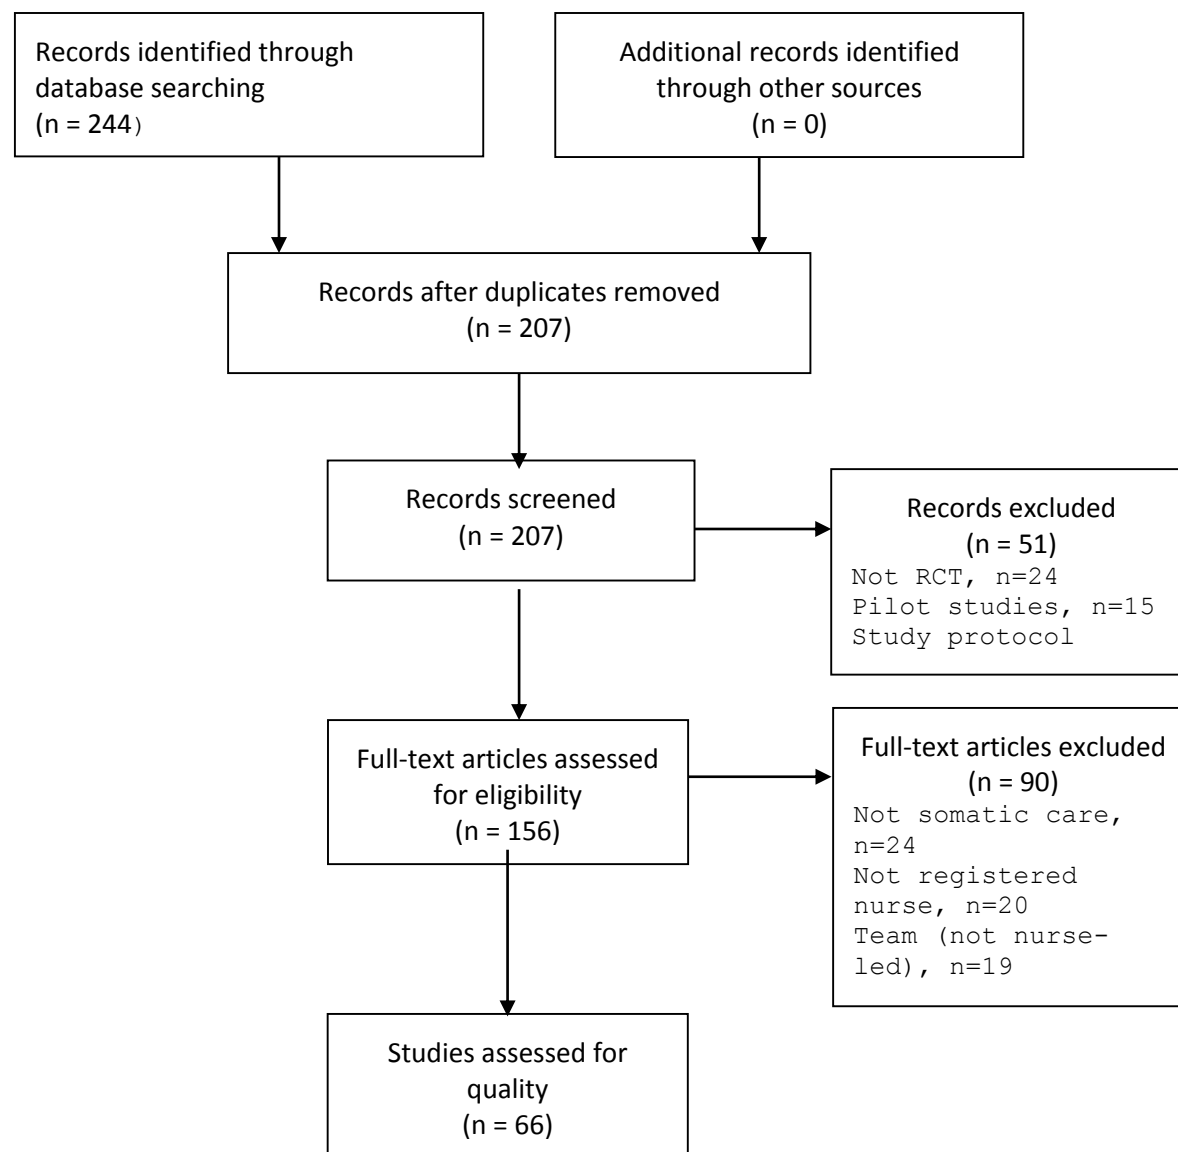 Records identified through
database searching
(n = 244)
Additional records identified
through other sources
(n = 0)
Records after duplicates removed
(n = 207)
Records screened
(n = 207)
Records excluded
(n = 51)
Not RCT, n=24
Pilot studies, n=15
Study protocol
Full-text articles assessed
for eligibility
(n = 156)
Full-text articles excluded
(n = 90)
Not somatic care,
n=24
Not registered
nurse, n=20
Team (not nurse-
led), n=19
Studies assessed for
quality
(n = 66)